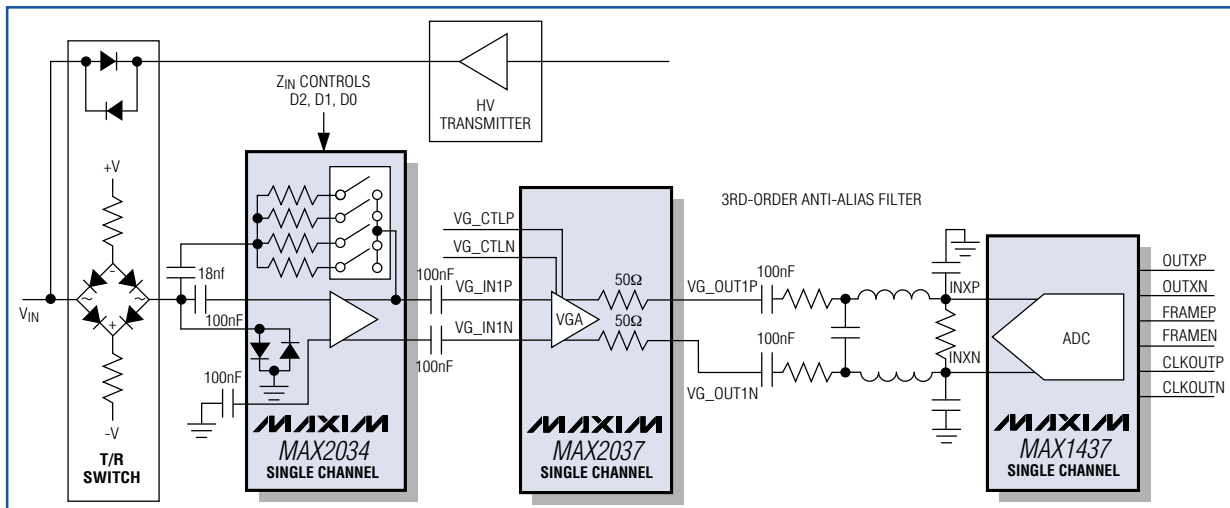 HV
TRANSMITTER
Z_IN CONTROLS
D2, D1, D0
+V
-
~
~
+
V_IN
-V
T/R
SWITCH
18nf
100nF
100nF
100nF
VG_IN1P
VG_IN1N
100nF
MAXIM
MAX2034
SINGLE CHANNEL
VG_CTLP
VG_CTLN
VGA
50Ω
50Ω
MAXIM
MAX2037
SINGLE CHANNEL
3RD-ORDER ANTI-ALIAS FILTER
VG_OUT1P
100nF
100nF
VG_OUT1N
INXP
INXN
ADC
MAXIM
MAX1437
SINGLE CHANNEL
OUTXP
OUTXN
FRAMEP
FRAMEN
CLKOUTP
CLKOUTN